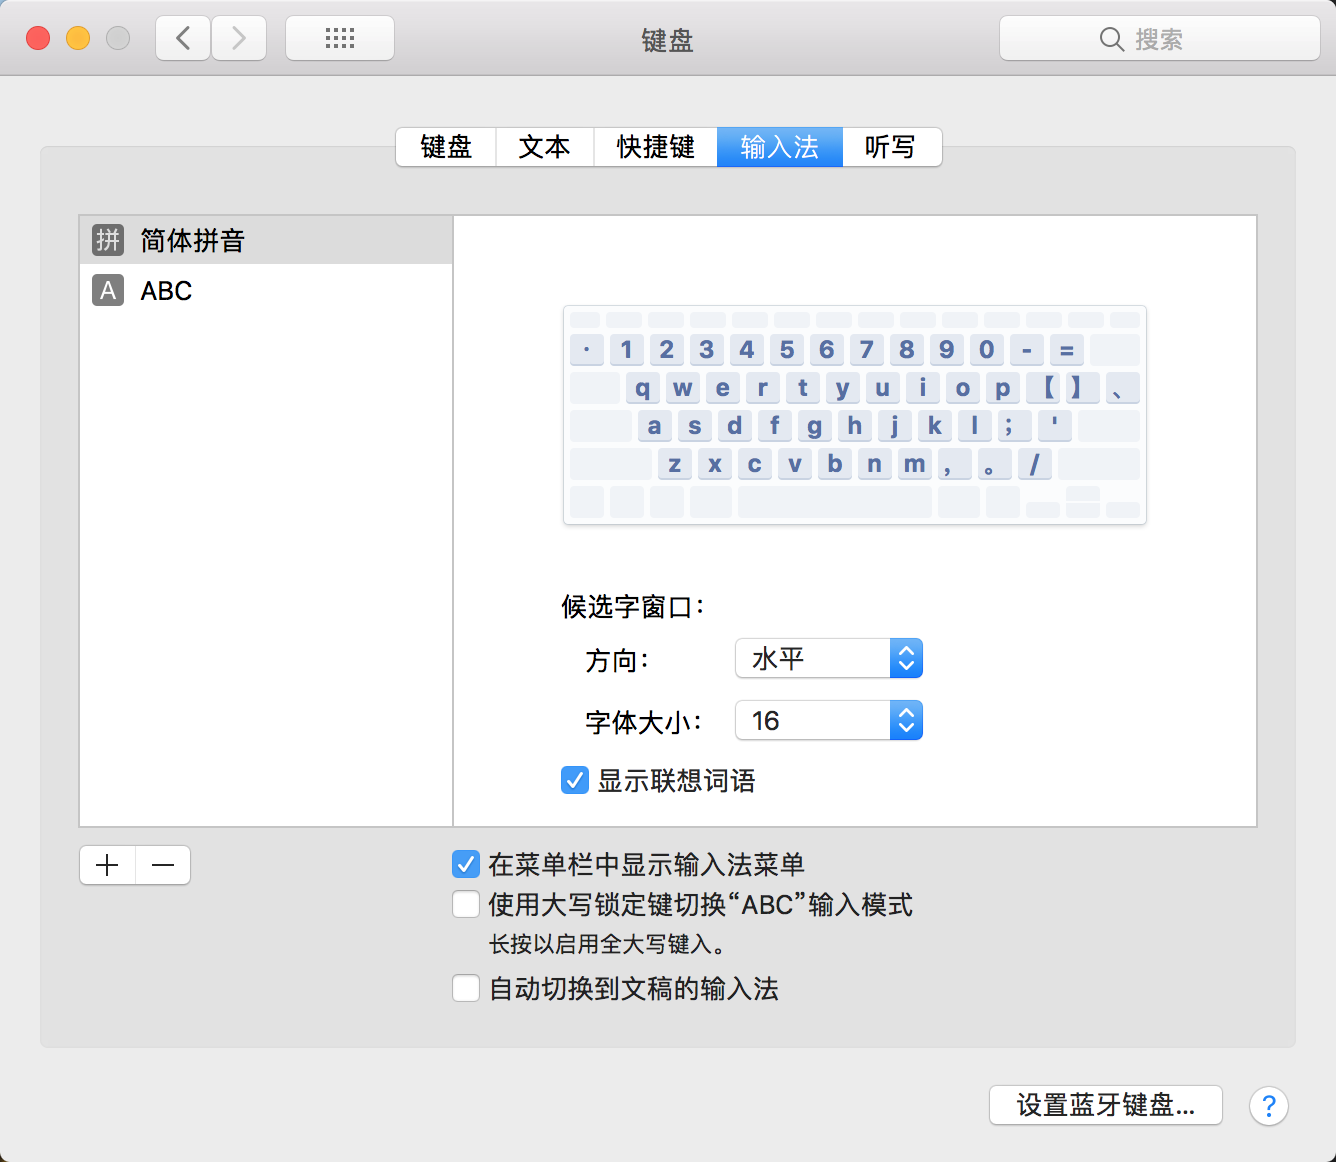 键盘
搜索
键盘 文本 快捷键 输入法 听写
拼 简体拼音
A ABC
· 1 2 3 4 5 6 7 8 9 0 - =
q w e r t y u i o p 【 】 、
a s d f g h j k l ; '
z x c v b n m , 。 /
候选字窗口：
方向： 水平
字体大小： 16
显示联想词语
在菜单栏中显示输入法菜单
使用大写锁定键切换“ABC”输入模式
长按以启用全大写键入。
自动切换到文稿的输入法
设置蓝牙键盘... ?